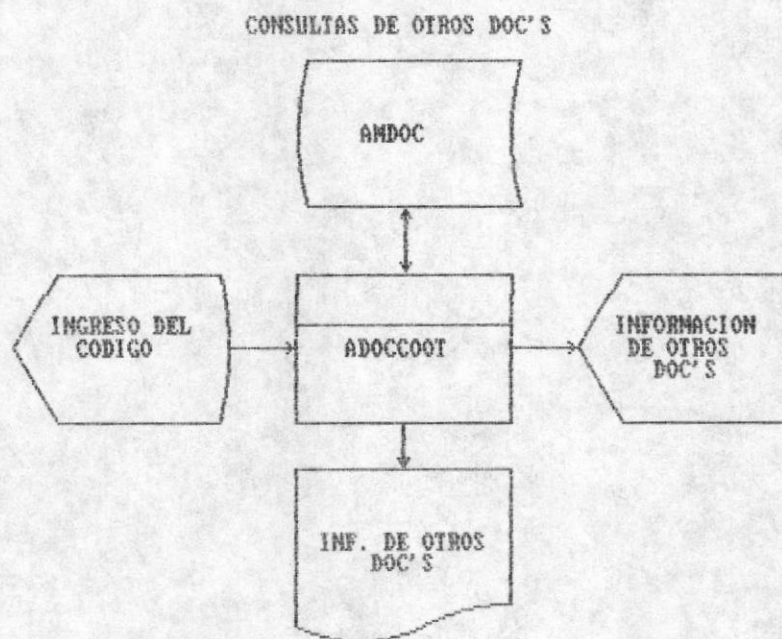 CONSULTAS DE OTROS DOC'S
AMDOC
INGRESO DEL
CODIGO
ADOCCOOT
INFORMACION
DE OTROS
DOC'S
INF. DE OTROS
DOC'S